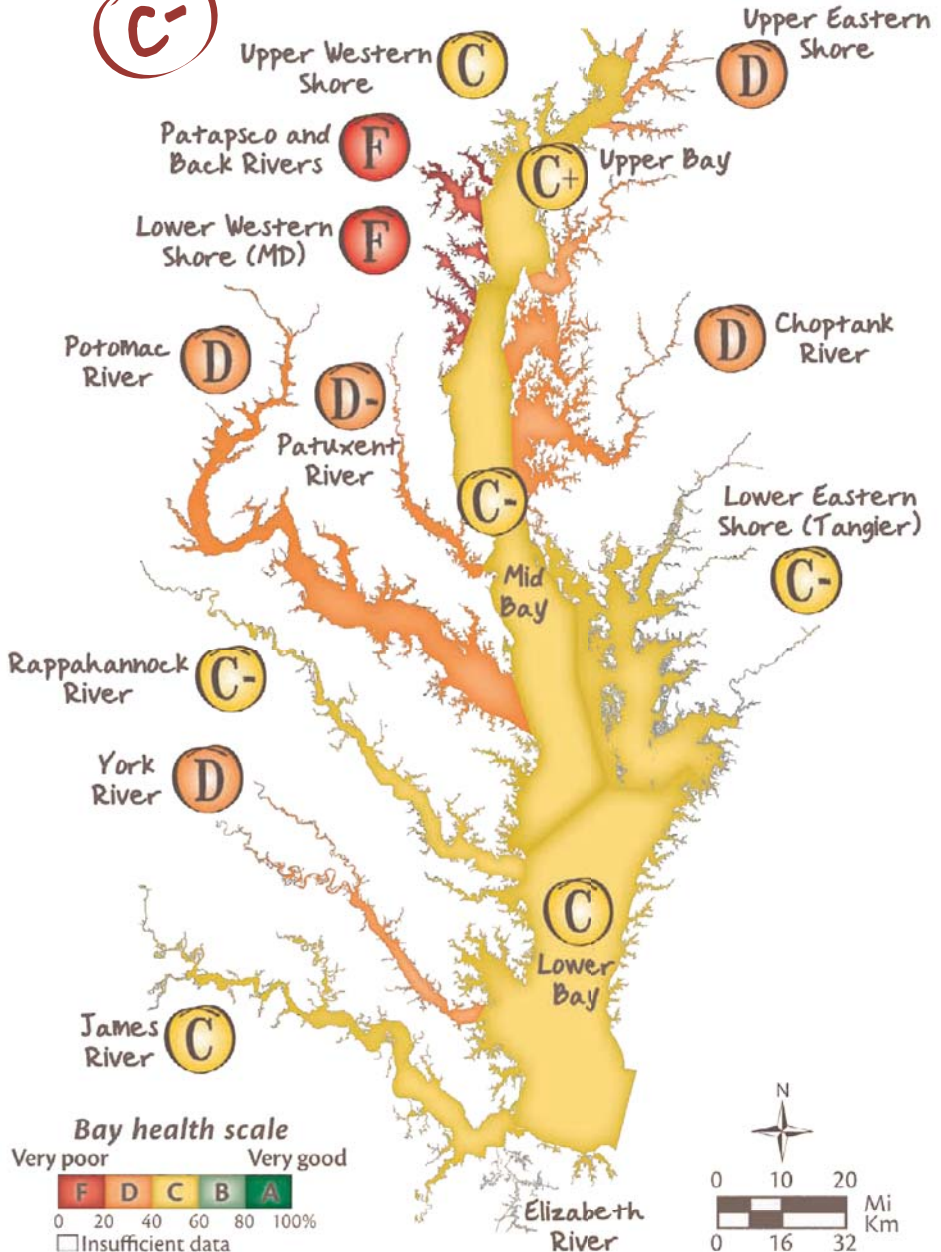 C-
Upper Western
Shore
C
Upper Eastern
Shore
D
Patapsco and
Back Rivers
F
C+
Upper Bay
Lower Western
Shore (MD)
F
Potomac
River
D
D-
Patuxent
River
D
Choptank
River
C-
Mid
Bay
Lower Eastern
Shore (Tangier)
C-
Rappahannock
River
C-
York
River
D
C
Lower
Bay
James
River
C
Elizabeth
River
Bay health scale
Very poor Very good
F D C B A
0 20 40 60 80 100%
Insufficient data
N
0 10 20
Mi
Km
0 16 32